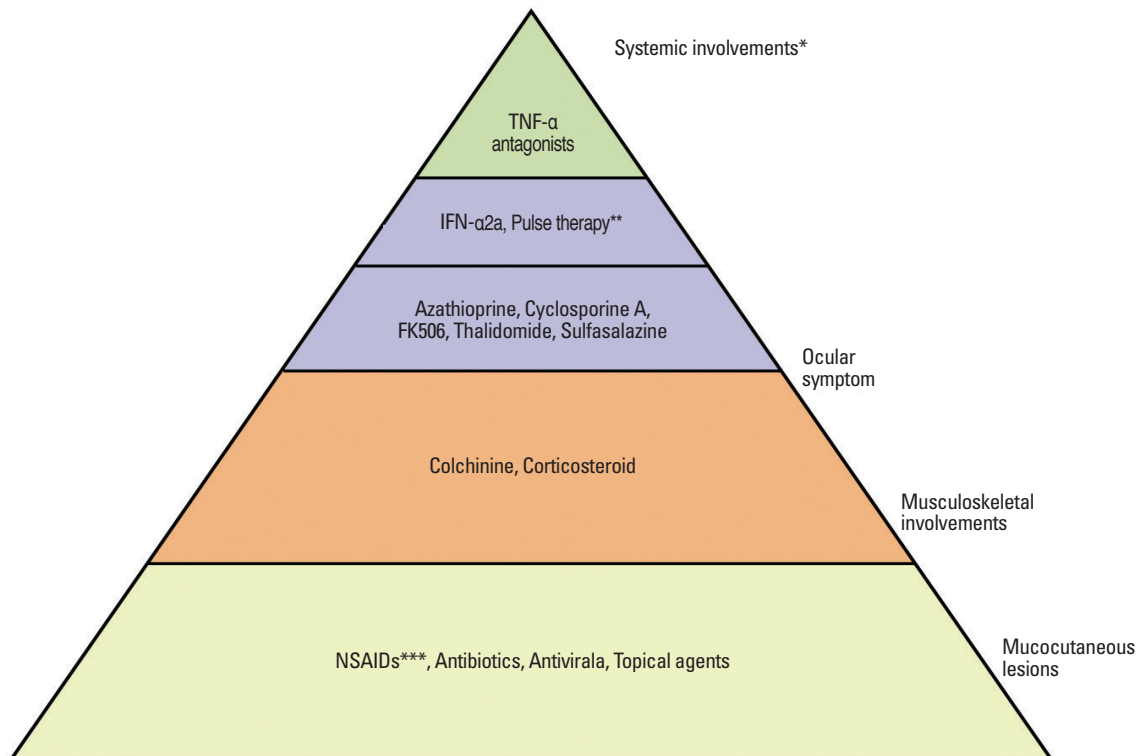 Systemic involvements*
TNF-α
antagonists
IFN-α2a, Pulse therapy**
Azathioprine, Cyclosporine A,
FK506, Thalidomide, Sulfasalazine
Ocular
symptom
Colchinine, Corticosteroid
Musculoskeletal
involvements
NSAIDs***, Antibiotics, Antivirala, Topical agents
Mucocutaneous
lesions